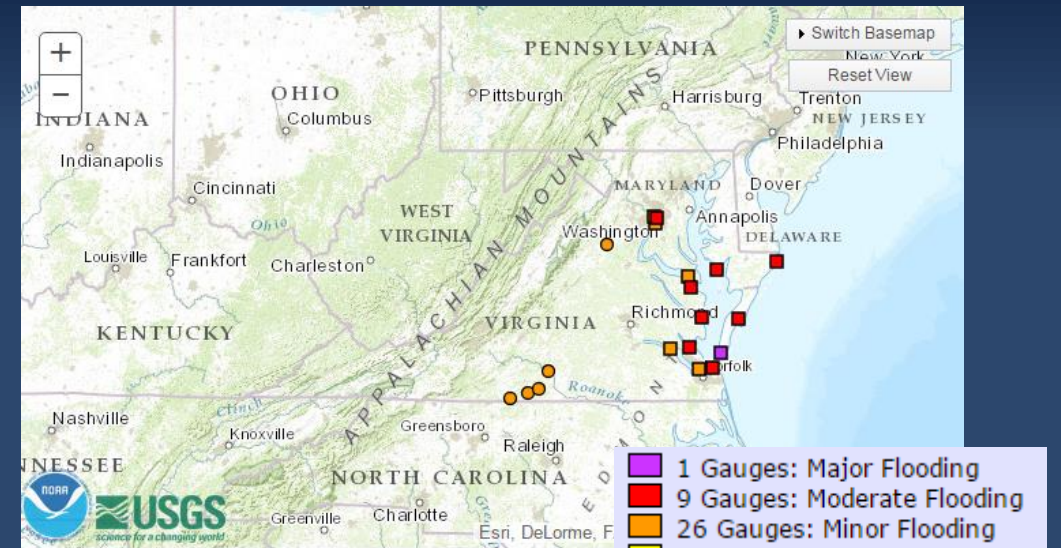 Switch Basemap
Reset View
+
−
PENNSYLVANIA
New York
OHIO
Pittsburgh
Harrisburg
Trenton
INDIANA
Columbus
NEW JERSEY
Philadelphia
Indianapolis
Cincinnati
MARYLAND
Dover
WEST
VIRGINIA
Annapolis
Ohio
Washington
DELAWARE
Louisville
Frankfort
Charleston
APPALACHIAN MOUNTAINS
Richmond
KENTUCKY
VIRGINIA
Norfolk
Roanoke
Clinch
Nashville
Greensboro
Knoxville
Raleigh
NNESSEE
NORTH CAROLINA
Greenville
Charlotte
NOAA
USGS
science for a changing world
Esri, DeLorme, F
1 Gauges: Major Flooding
9 Gauges: Moderate Flooding
26 Gauges: Minor Flooding